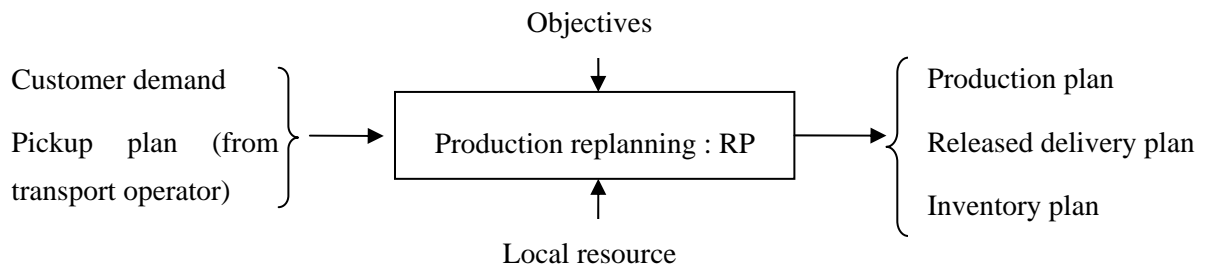 Objectives
Customer demand
Pickup plan (from
transport operator)
Production replanning : RP
Production plan
Released delivery plan
Inventory plan
Local resource